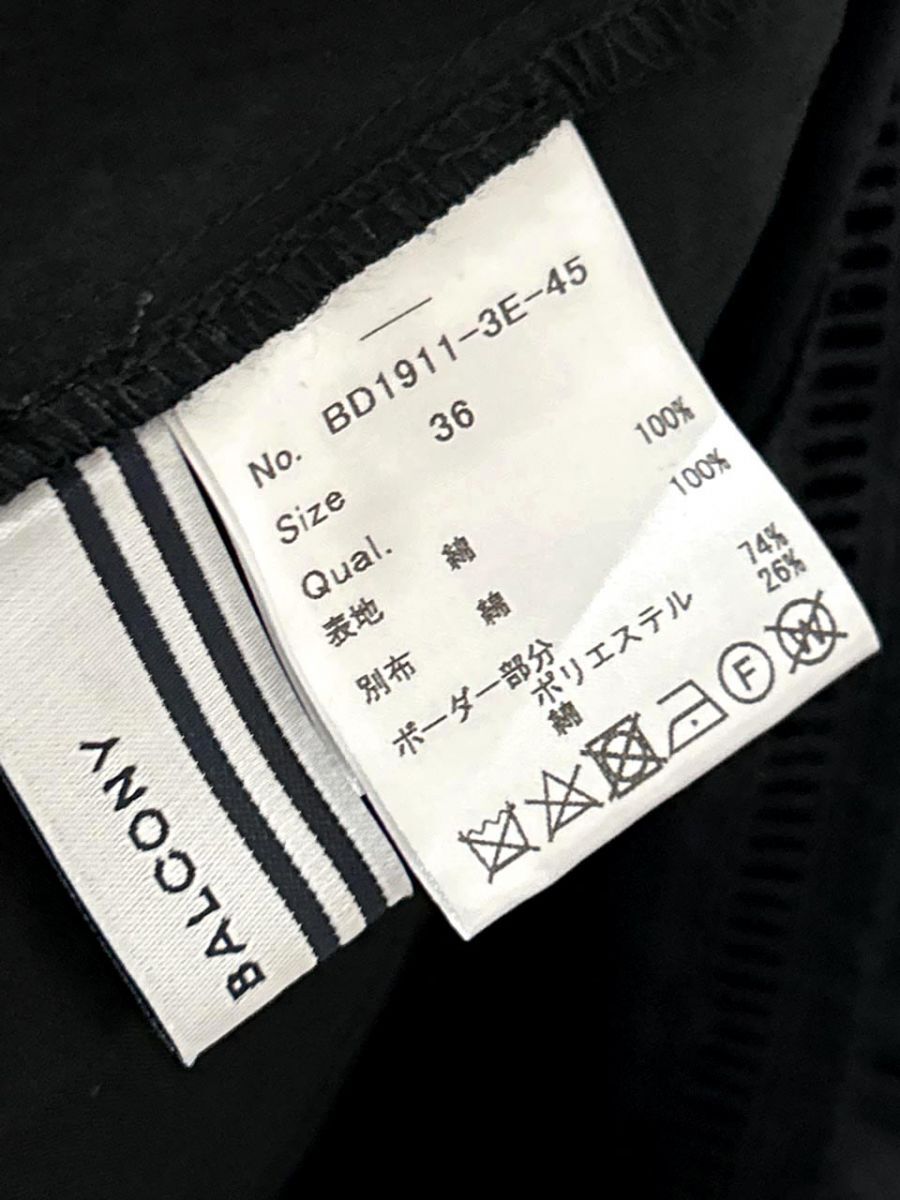 No. BD1911-3E-45
Size 36
Qual.
表地 綿 100%
別布 綿 100%
ボーダー部分
ポリエステル 74%
綿 26%
F
W
BALCONY